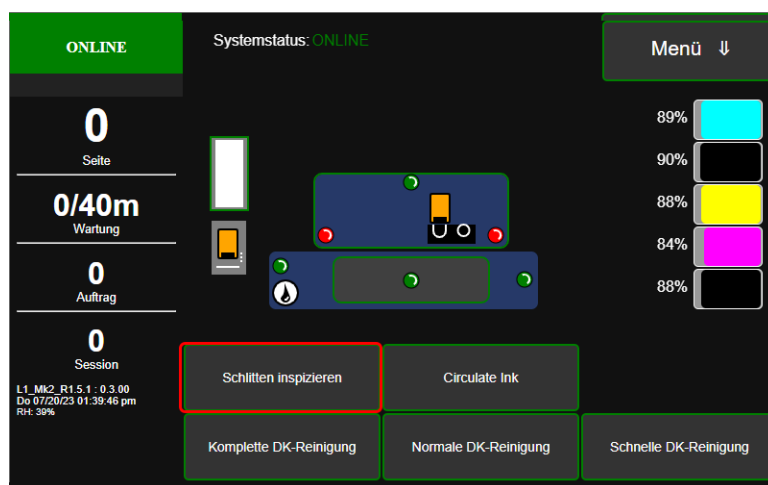 ONLINE
Systemstatus: ONLINE
Menü ⇓
0
Seite
0/40m
Wartung
0
Auftrag
0
Session
L1_Mk2_R1.5.1 : 0.3.00
Do 07/20/23 01:39:46 pm
RH: 39%
89%
90%
88%
84%
88%
Schlitten inspizieren
Circulate Ink
Komplette DK-Reinigung
Normale DK-Reinigung
Schnelle DK-Reinigung